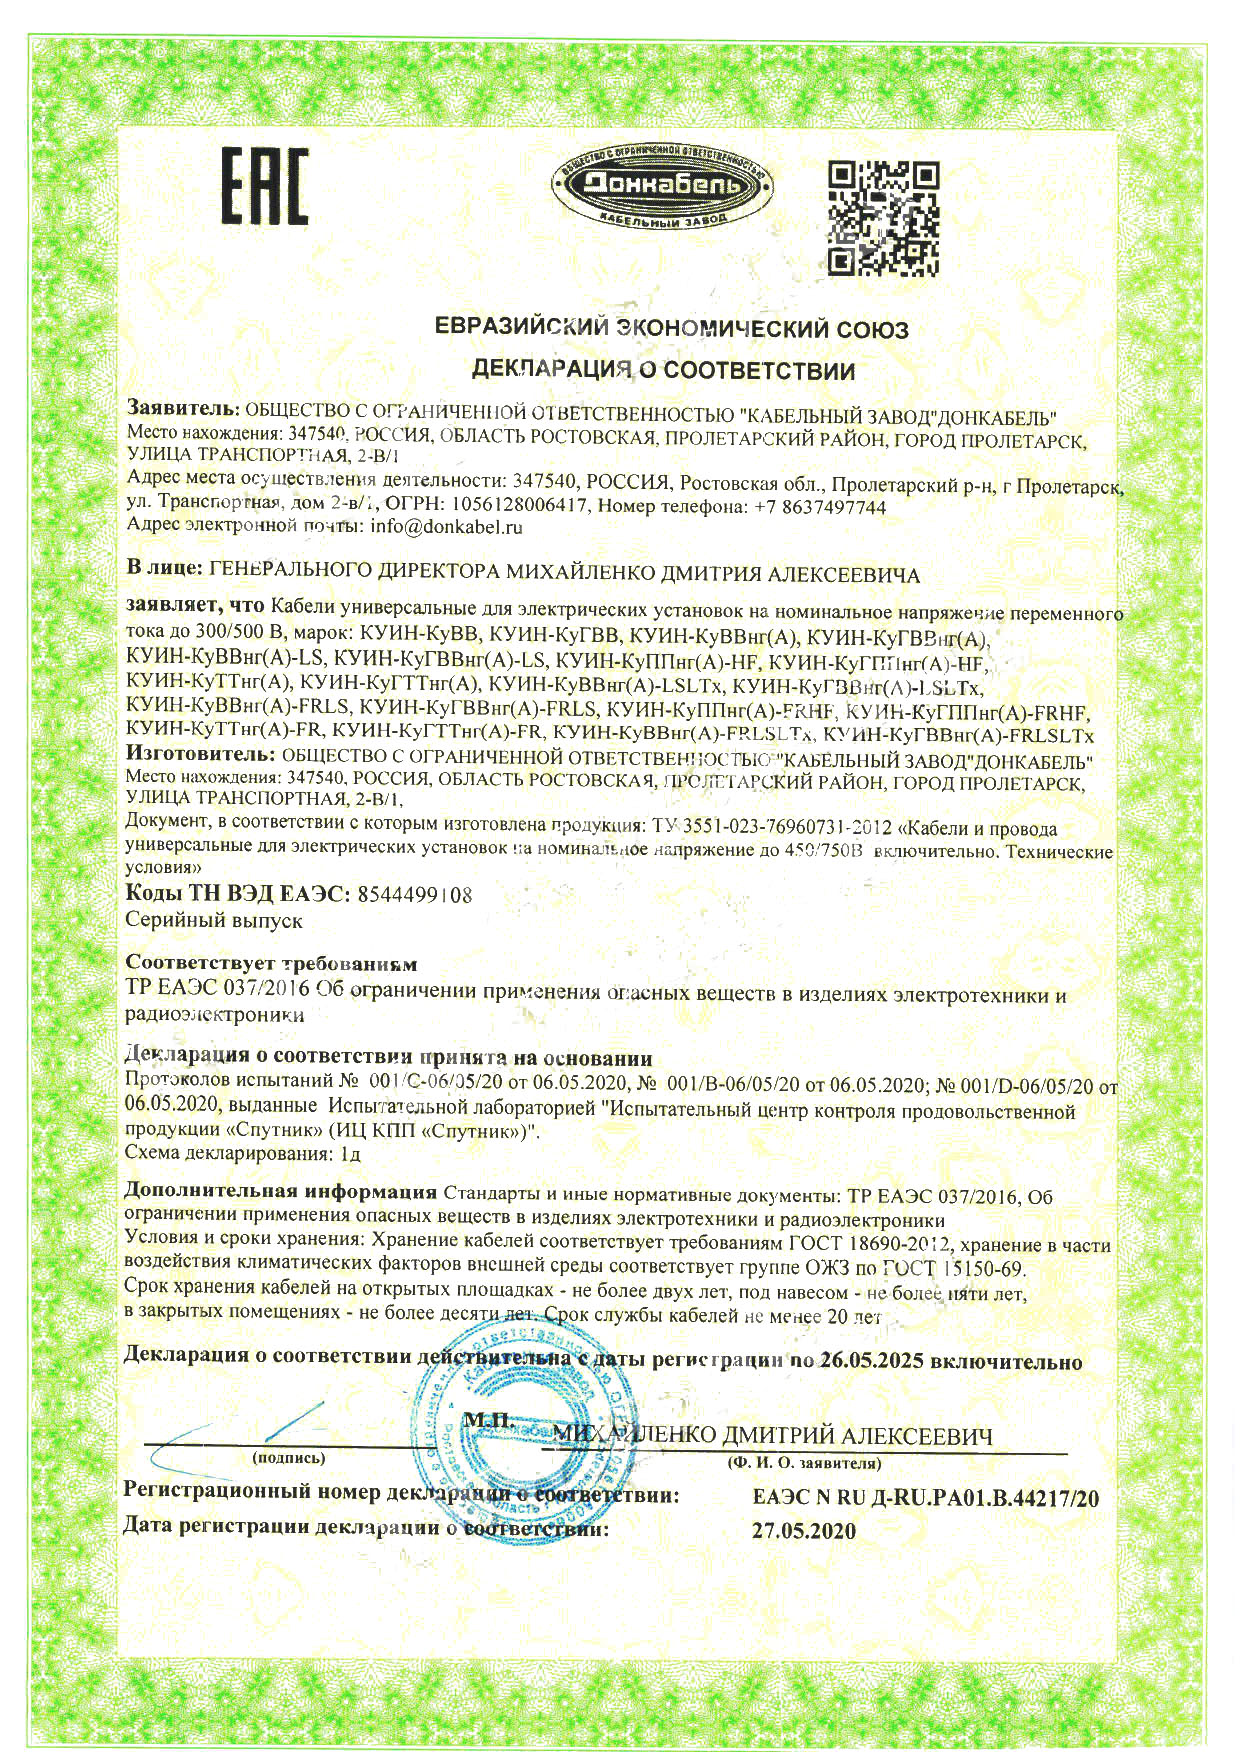 ЕАС
ОБЩЕСТВО С ОГРАНИЧЕННОЙ ОТВЕТСТВЕННОСТЬЮ
Донкабель
КАБЕЛЬНЫЙ ЗАВОД
ЕВРАЗИЙСКИЙ ЭКОНОМИЧЕСКИЙ СОЮЗ
ДЕКЛАРАЦИЯ О СООТВЕТСТВИИ
Заявитель: ОБЩЕСТВО С ОГРАНИЧЕННОЙ ОТВЕТСТВЕННОСТЬЮ "КАБЕЛЬНЫЙ ЗАВОД"ДОНКАБЕЛЬ"
Место нахождения: 347540, РОССИЯ, ОБЛАСТЬ РОСТОВСКАЯ, ПРОЛЕТАРСКИЙ РАЙОН, ГОРОД ПРОЛЕТАРСК,
УЛИЦА ТРАНСПОРТНАЯ, 2-В/1
Адрес места осуществления деятельности: 347540, РОССИЯ, Ростовская обл., Пролетарский р-н, г Пролетарск,
ул. Транспортная, дом 2-в/1, ОГРН: 1056128006417, Номер телефона: +7 8637497744
Адрес электронной почты: info@donkabel.ru
В лице: ГЕНЕРАЛЬНОГО ДИРЕКТОРА МИХАЙЛЕНКО ДМИТРИЯ АЛЕКСЕЕВИЧА
заявляет, что Кабели универсальные для электрических установок на номинальное напряжение переменного
тока до 300/500 В, марок: КУИН-КуВВ, КУИН-КуГВВ, КУИН-КуВВнг(А), КУИН-КуГВВнг(А),
КУИН-КуВВнг(А)-LS, КУИН-КуГВВнг(А)-LS, КУИН-КуППнг(А)-HF, КУИН-КуГППнг(А)-HF,
КУИН-КуТТнг(А), КУИН-КуГТТнг(А), КУИН-КуВВнг(А)-LSLTx, КУИН-КуГВВнг(А)-LSLTx,
КУИН-КуВВнг(А)-FRLS, КУИН-КуГВВнг(А)-FRLS, КУИН-КуППнг(А)-FRHF, КУИН-КуГППнг(А)-FRHF,
КУИН-КуТТнг(А)-FR, КУИН-КуГТТнг(А)-FR, КУИН-КуВВнг(А)-FRLSLTx, КУИН-КуГВВнг(А)-FRLSLTx
Изготовитель: ОБЩЕСТВО С ОГРАНИЧЕННОЙ ОТВЕТСТВЕННОСТЬЮ "КАБЕЛЬНЫЙ ЗАВОД"ДОНКАБЕЛЬ"
Место нахождения: 347540, РОССИЯ, ОБЛАСТЬ РОСТОВСКАЯ, ПРОЛЕТАРСКИЙ РАЙОН, ГОРОД ПРОЛЕТАРСК,
УЛИЦА ТРАНСПОРТНАЯ, 2-В/1,
Документ, в соответствии с которым изготовлена продукция: ТУ 3551-023-76960731-2012 «Кабели и провода
универсальные для электрических установок на номинальное напряжение до 450/750В включительно. Технические
условия»
Коды ТН ВЭД ЕАЭС: 8544499108
Серийный выпуск
Соответствует требованиям
ТР ЕАЭС 037/2016 Об ограничении применения опасных веществ в изделиях электротехники и
радиоэлектроники
Декларация о соответствии принята на основании
Протоколов испытаний № 001/С-06/05/20 от 06.05.2020, № 001/В-06/05/20 от 06.05.2020; № 001/D-06/05/20 от
06.05.2020, выданные Испытательной лабораторией "Испытательный центр контроля продовольственной
продукции «Спутник» (ИЦ КПП «Спутник»)".
Схема декларирования: 1д
Дополнительная информация Стандарты и иные нормативные документы: ТР ЕАЭС 037/2016, Об
ограничении применения опасных веществ в изделиях электротехники и радиоэлектроники
Условия и сроки хранения: Хранение кабелей соответствует требованиям ГОСТ 18690-2012, хранение в части
воздействия климатических факторов внешней среды соответствует группе ОЖЗ по ГОСТ 15150-69.
Срок хранения кабелей на открытых площадках - не более двух лет, под навесом - не более пяти лет,
в закрытых помещениях - не более десяти лет. Срок службы кабелей не менее 20 лет
Декларация о соответствии действительна с даты регистрации по 26.05.2025 включительно
М.П.
МИХАЙЛЕНКО ДМИТРИЙ АЛЕКСЕЕВИЧ
(подпись)
(Ф. И. О. заявителя)
Регистрационный номер декларации о соответствии: ЕАЭС N RU Д-RU.РА01.В.44217/20
Дата регистрации декларации о соответствии: 27.05.2020